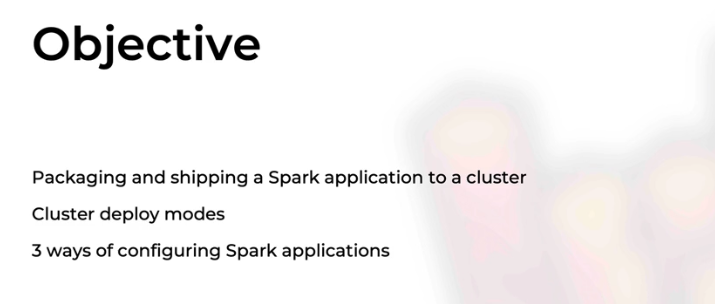 Objective
Packaging and shipping a Spark application to a cluster
Cluster deploy modes
3 ways of configuring Spark applications